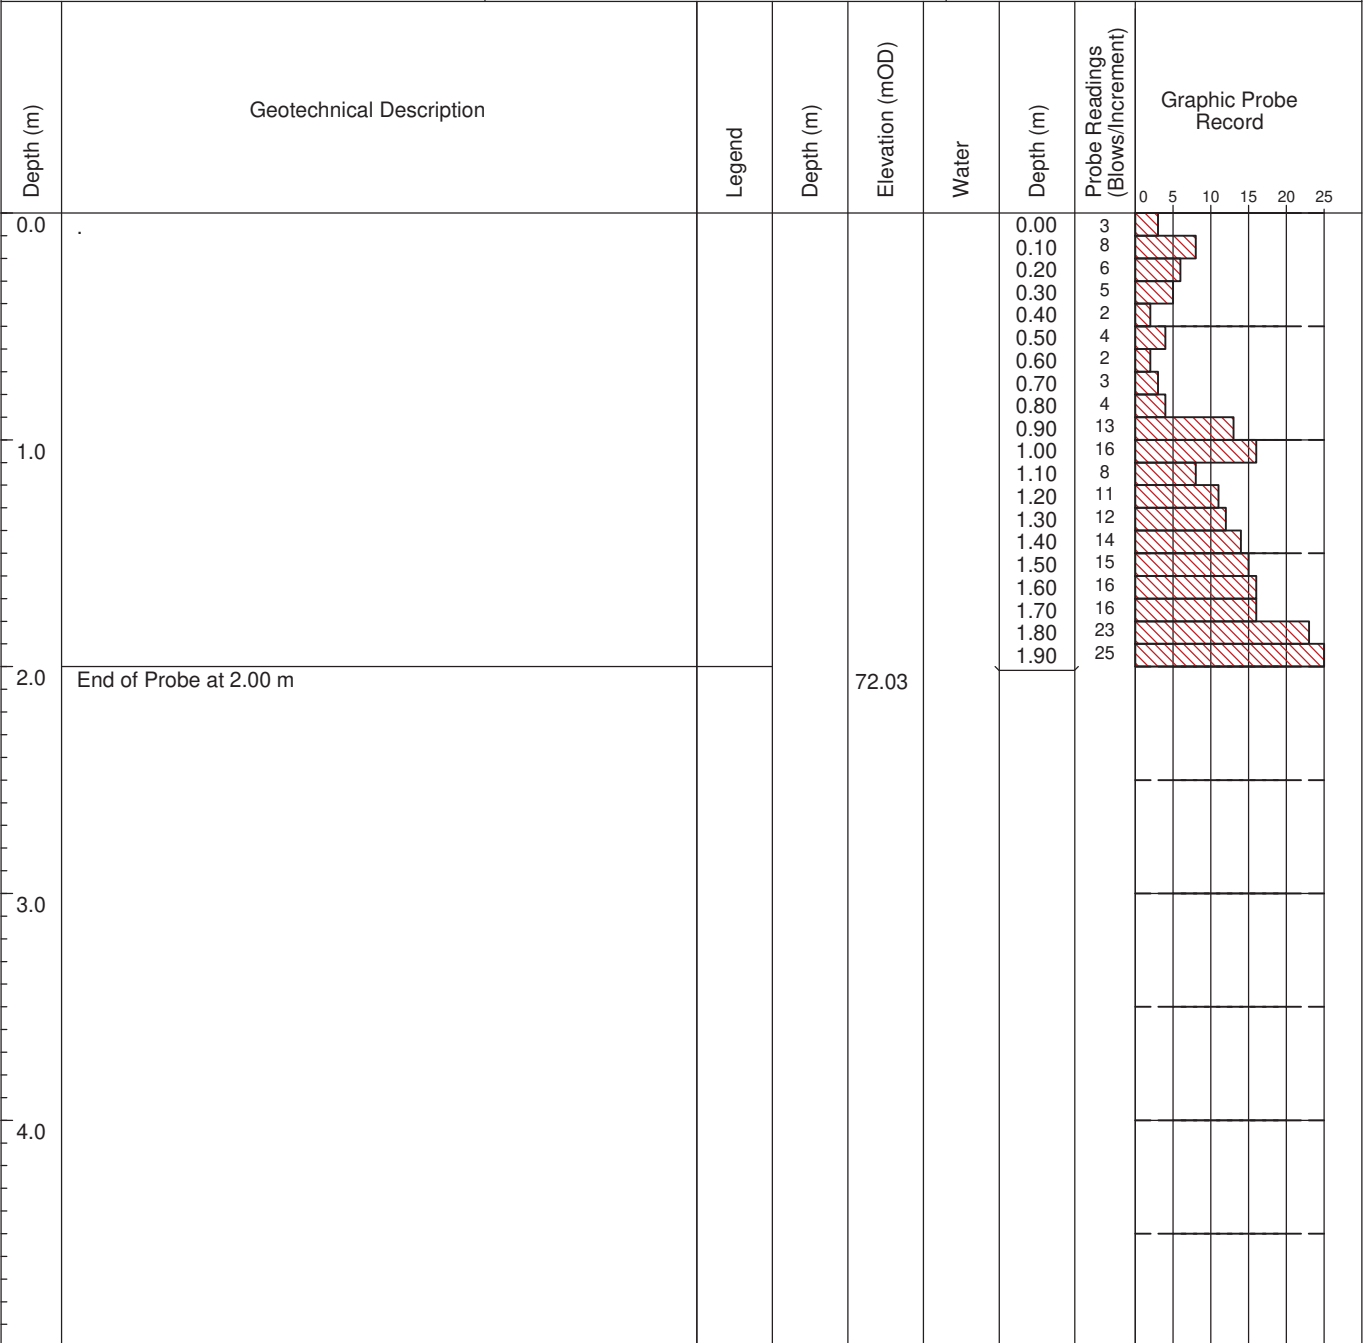 Depth (m)
Geotechnical Description
Legend
Depth (m)
Elevation (mOD)
Water
Depth (m)
Probe Readings
(Blows/Increment)
Graphic Probe
Record
0 5 10 15 20 25
0.0 . 0.00 3
0.10 8
0.20 6
0.30 5
0.40 2
0.50 4
0.60 2
0.70 3
0.80 4
0.90 13
1.0 1.00 16
1.10 8
1.20 11
1.30 12
1.40 14
1.50 15
1.60 16
1.70 16
1.80 23
1.90 25
2.0 End of Probe at 2.00 m 72.03
3.0
4.0